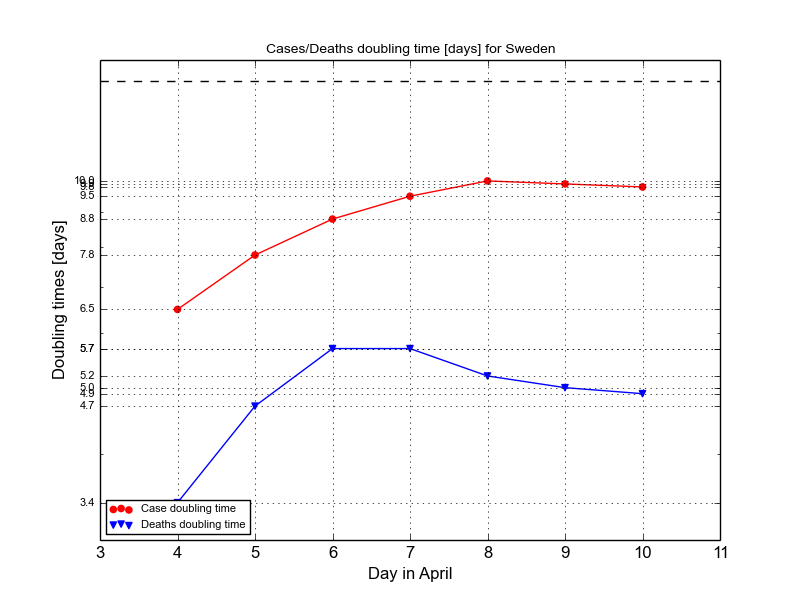 Cases/Deaths doubling time [days] for Sweden
Doubling times [days]
10.0
9.9
9.8
9.5
8.8
7.8
6.5
5.7
5.2
5.0
4.9
4.7
3.4
Case doubling time
Deaths doubling time
3 4 5 6 7 8 9 10 11
Day in April